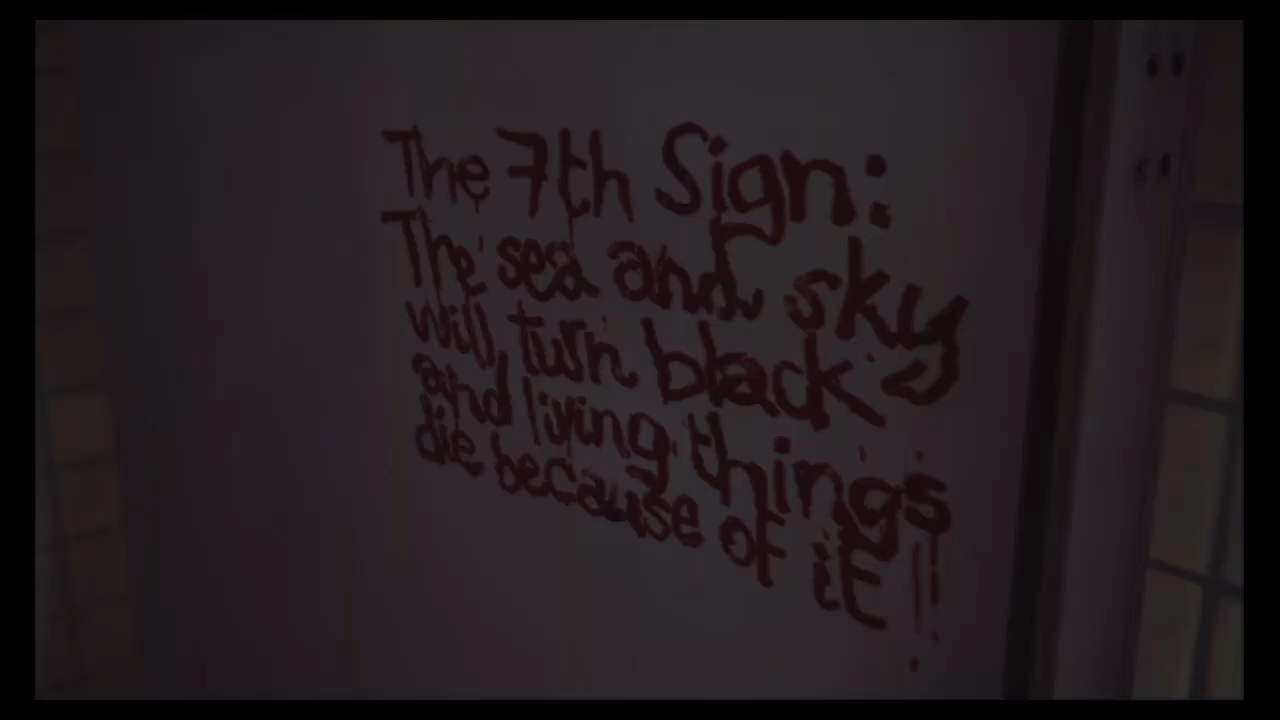 The 7th Sign:
The sea and sky
will turn black
and living things
die because of it